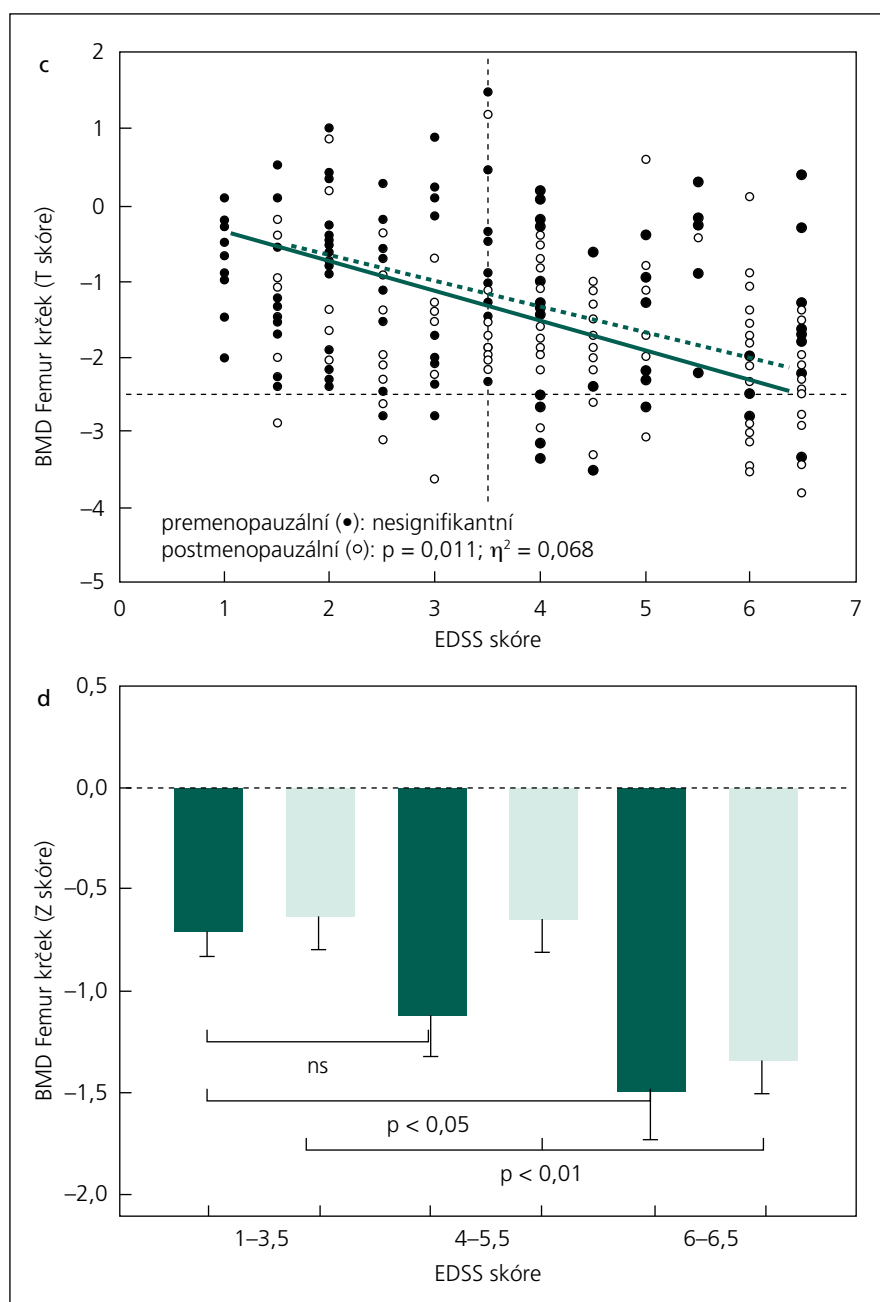 c
2
1
0
–1
–2
–3
–4
–5
BMD Femur krček (T skóre)
premenopauzální (●): nesignifikantní
postmenopauzální (○): p = 0,011; η² = 0,068
0 1 2 3 4 5 6 7
EDSS skóre
d
0,5
0,0
–0,5
–1,0
–1,5
–2,0
BMD Femur krček (Z skóre)
ns
p < 0,05
p < 0,01
1–3,5 4–5,5 6–6,5
EDSS skóre